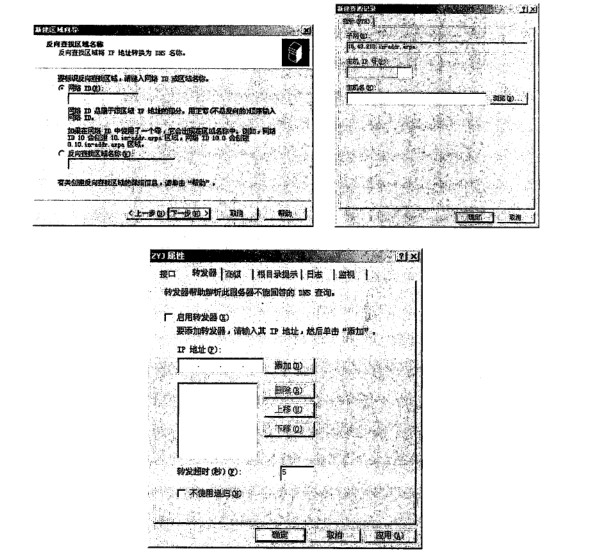 新建区域向导
反向查找区域名称
反向查找区域将 IP 地址转换为 DNS 名称。
要标识反向查找区域，请键入网络 ID 或区域名称。
网络 ID(E):
网络 ID 是属于该区域 IP 地址的部分。用正常(不是反向的)顺序输入
网络 ID。
如果在网络 ID 中使用了一个零，它会出现在区域名称中。例如，网络
ID 10 会创建 10.in-addr.arpa 区域，网络 ID 10.0 会创建
0.10.in-addr.arpa 区域。
反向查找区域名称(V):
有关创建反向查找区域的详细信息，请单击“帮助”。
<上一步(B) 下一步(N)> 取消 帮助
新建资源记录
指针(PTR)
子网(S)
主机 IP 号(P):
主机名(H):
浏览(B)...
确定 取消
ZYJ 属性
接口 转发器 高级 根目录提示 日志 监视
转发器帮助解析此服务器不能回答的 DNS 查询。
启用转发器(E)
要添加转发器，请输入其 IP 地址，然后单击“添加”。
IP 地址(P):
添加(D)
删除(R)
上移(U)
下移(O)
转发超时(秒)(F):
5
不使用递归(N)
确定 取消 应用(A)